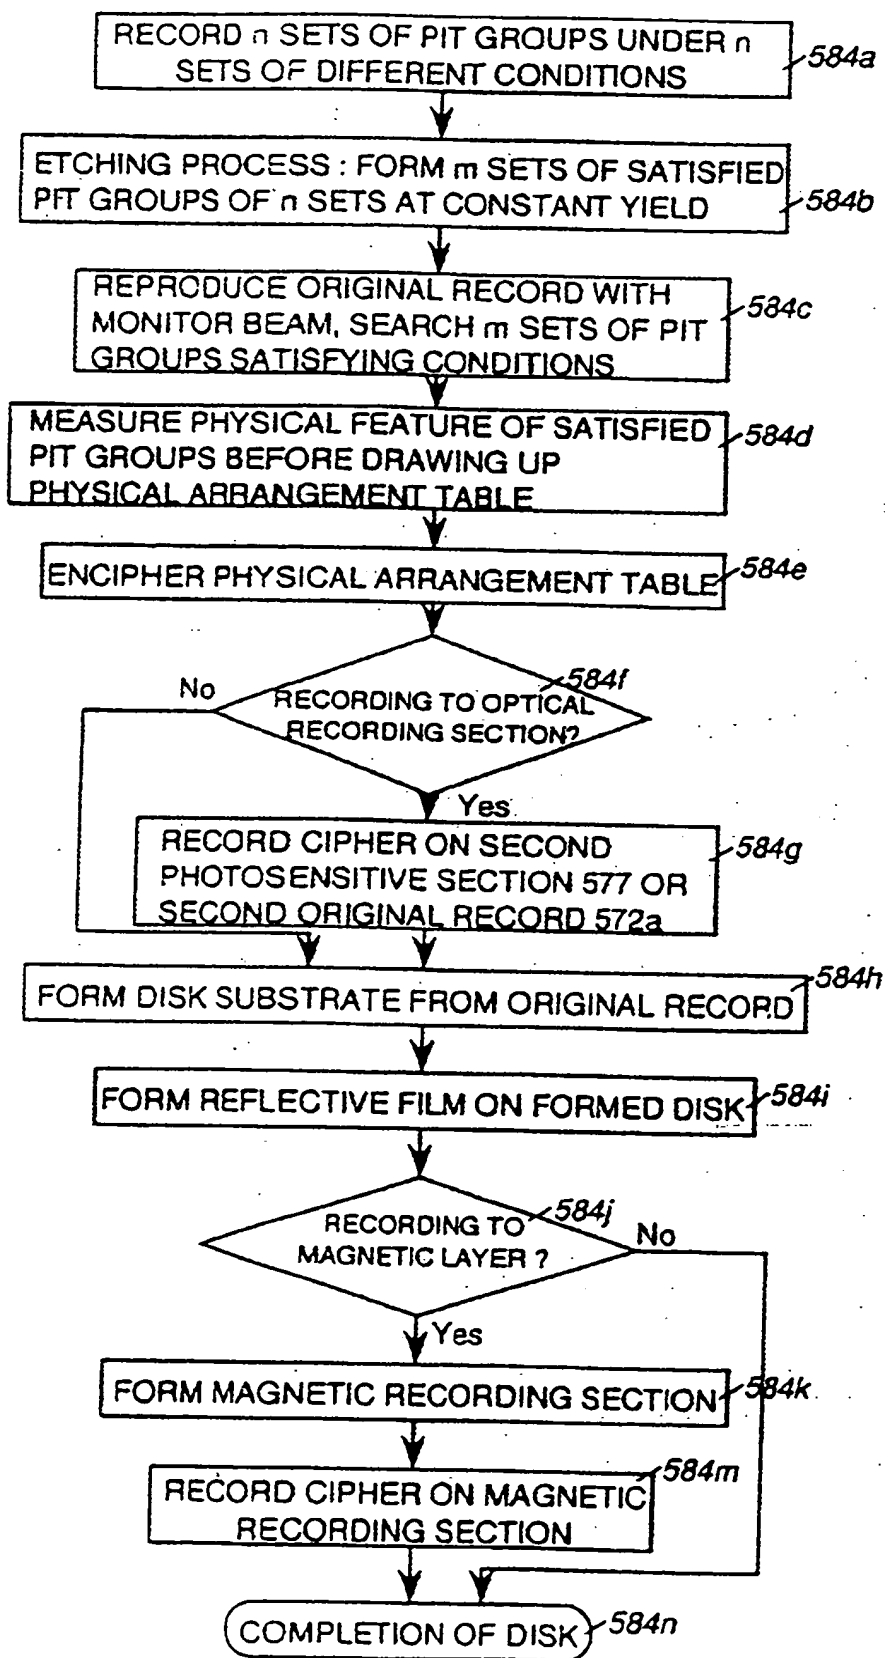 RECORD n SETS OF PIT GROUPS UNDER n
SETS OF DIFFERENT CONDITIONS
584a
ETCHING PROCESS : FORM m SETS OF SATISFIED
PIT GROUPS OF n SETS AT CONSTANT YIELD
584b
REPRODUCE ORIGINAL RECORD WITH
MONITOR BEAM, SEARCH m SETS OF PIT
GROUPS SATISFYING CONDITIONS
584c
MEASURE PHYSICAL FEATURE OF SATISFIED
PIT GROUPS BEFORE DRAWING UP
PHYSICAL ARRANGEMENT TABLE
584d
ENCIPHER PHYSICAL ARRANGEMENT TABLE
584e
584f
No
RECORDING TO OPTICAL
RECORDING SECTION?
Yes
RECORD CIPHER ON SECOND
PHOTOSENSITIVE SECTION 577 OR
SECOND ORIGINAL RECORD 572a
584g
FORM DISK SUBSTRATE FROM ORIGINAL RECORD
584h
FORM REFLECTIVE FILM ON FORMED DISK
584i
584j
RECORDING TO
MAGNETIC LAYER ?
No
Yes
FORM MAGNETIC RECORDING SECTION
584k
584m
RECORD CIPHER ON MAGNETIC
RECORDING SECTION
COMPLETION OF DISK
584n